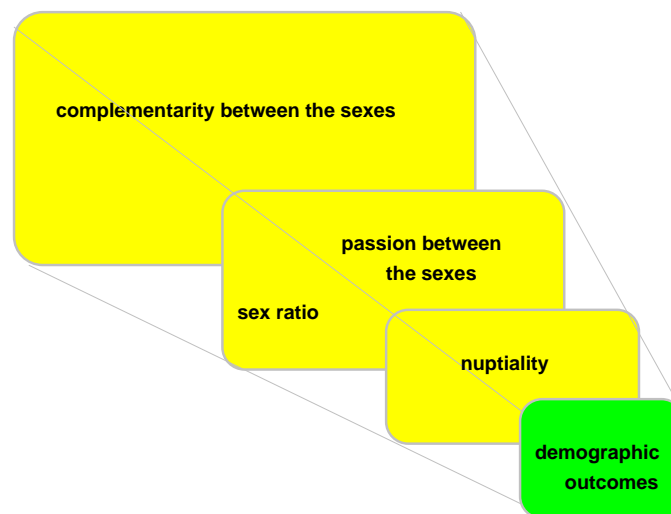 complementarity between the sexes
passion between
the sexes
sex ratio
nuptiality
demographic
outcomes